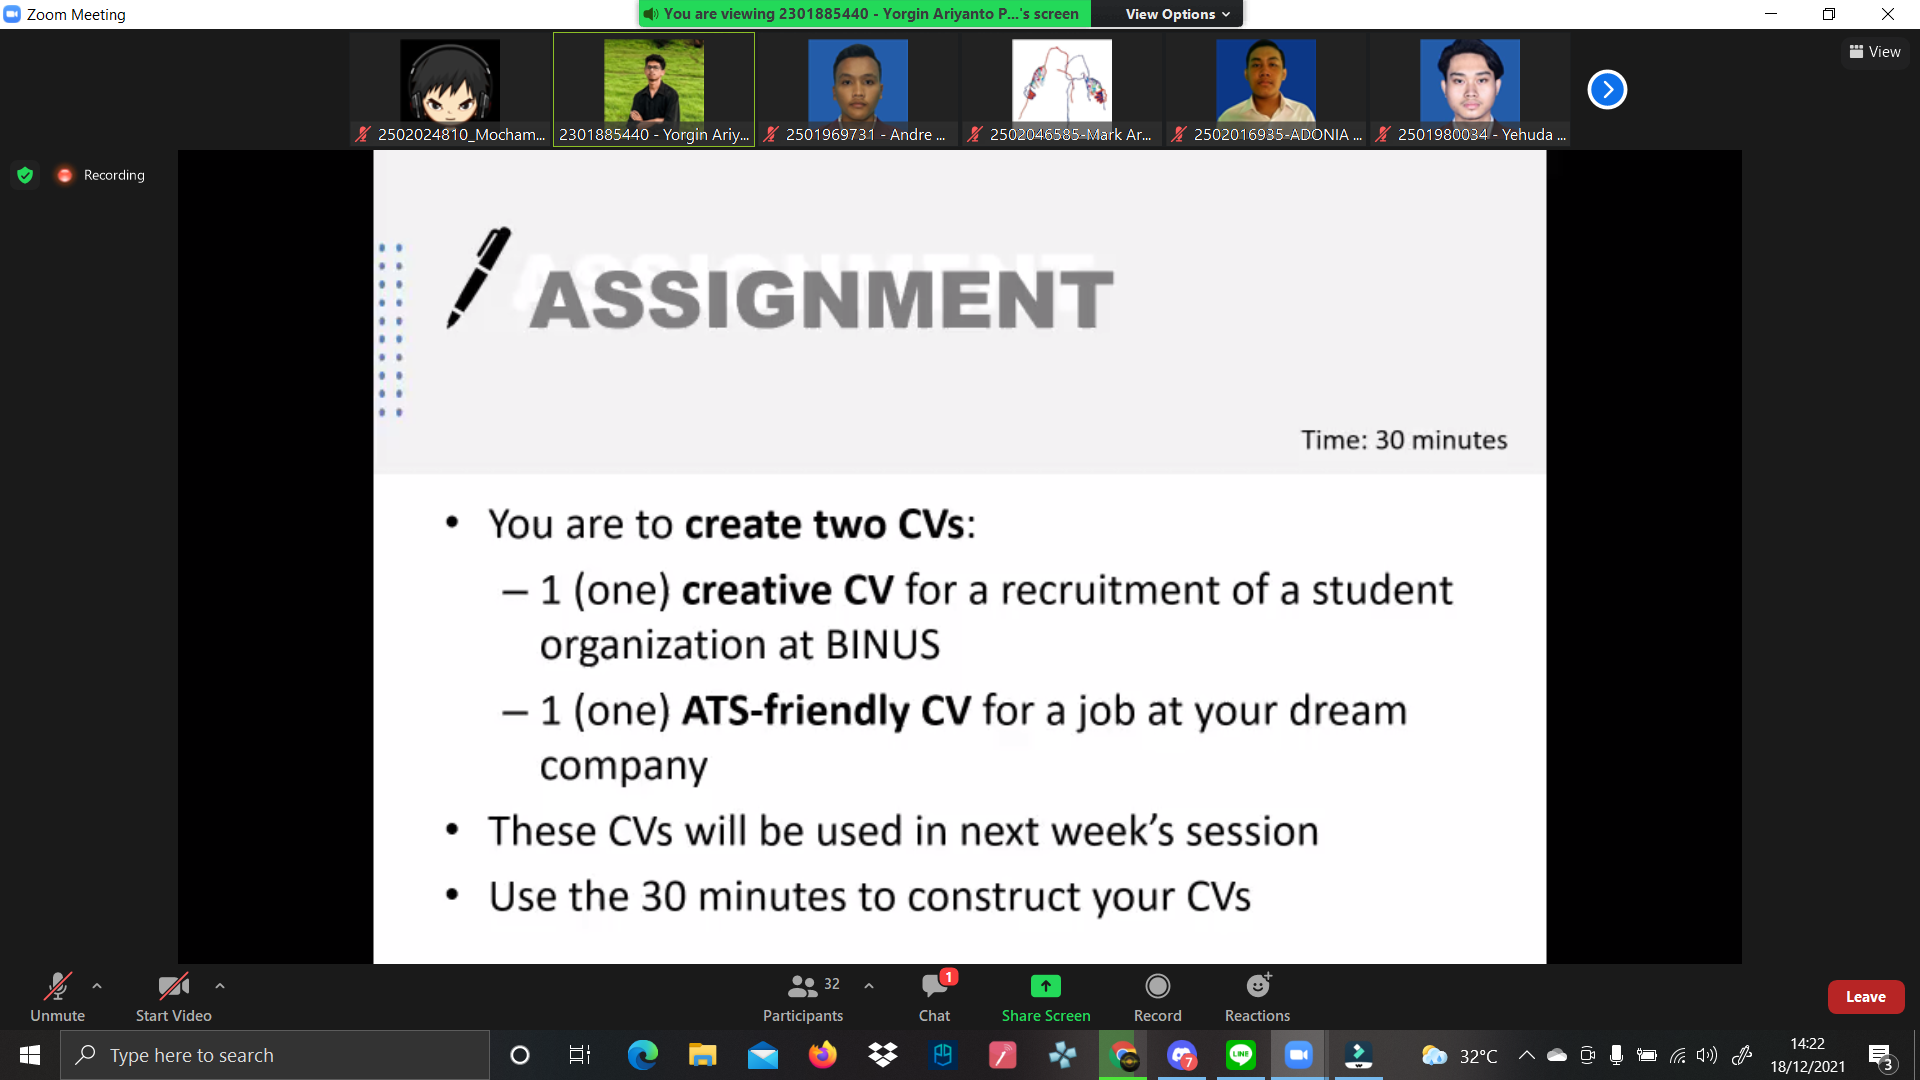 Zoom Meeting
You are viewing 2301885440 - Yorgin Ariyanto P...'s screen
View Options
View
2502024810_Mocham...
2301885440 - Yorgin Ariy...
2501969731 - Andre ...
2502046585-Mark Ar...
2502016935-ADONIA ...
2501980034 - Yehuda ...
Recording
ASSIGNMENT
Time: 30 minutes
• You are to create two CVs:
– 1 (one) creative CV for a recruitment of a student
organization at BINUS
– 1 (one) ATS-friendly CV for a job at your dream
company
• These CVs will be used in next week's session
• Use the 30 minutes to construct your CVs
Unmute
Start Video
32
Participants
1
Chat
Share Screen
Record
Reactions
Leave
Type here to search
7
LINE
32°C
14:22
18/12/2021
3